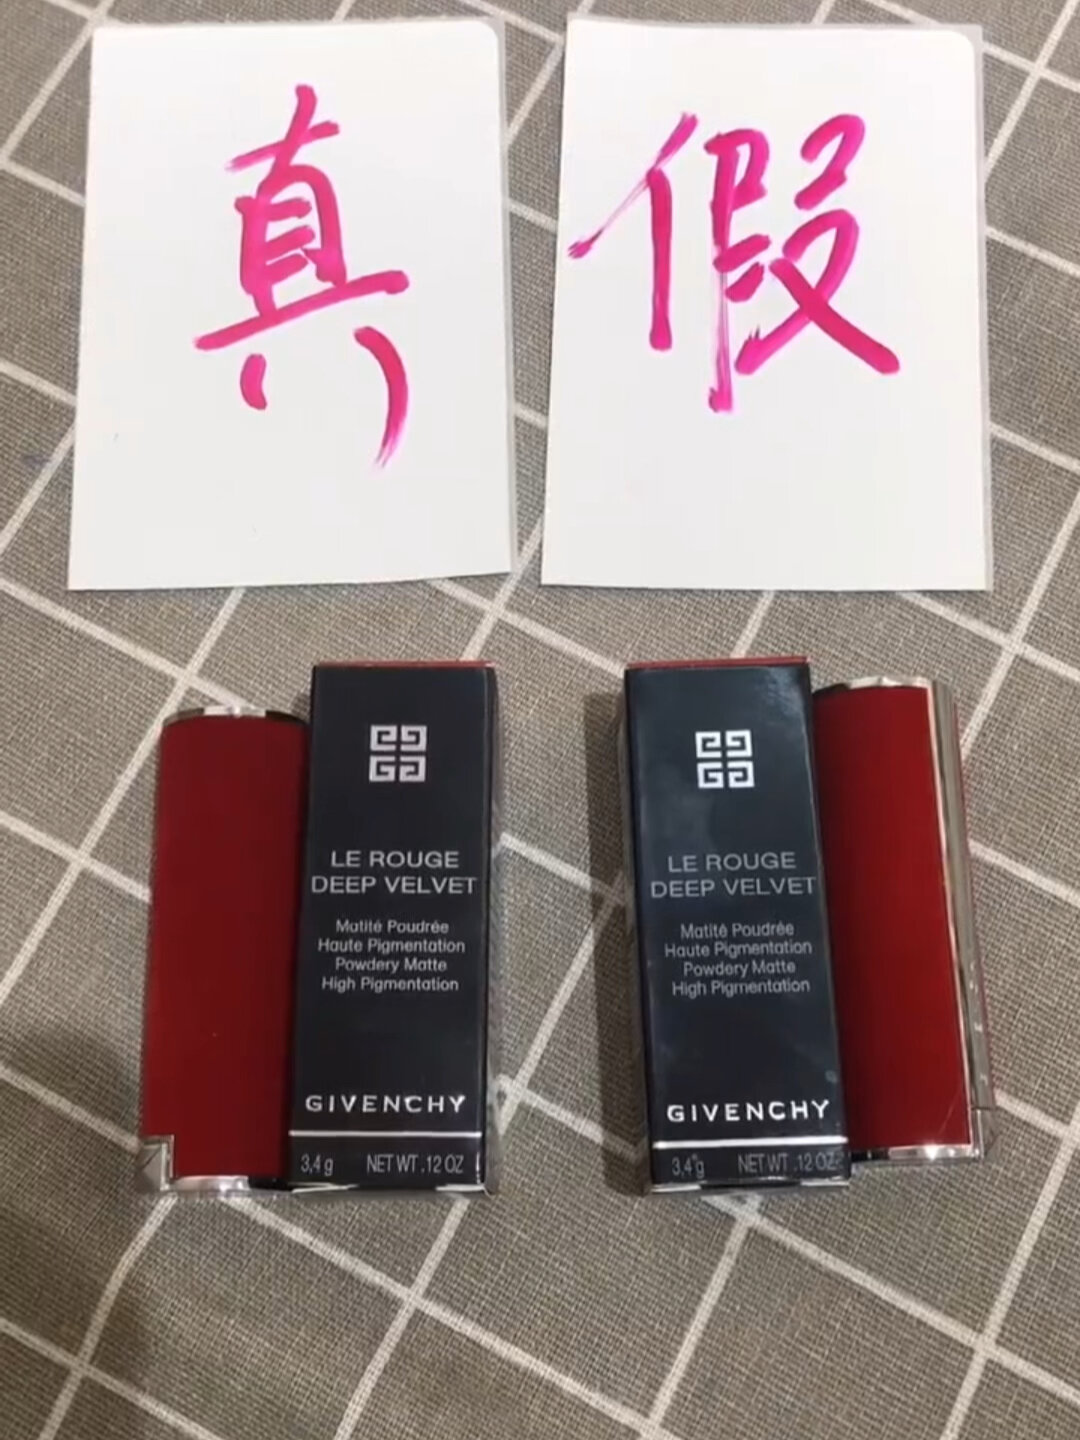 真
假
LE ROUGE
DEEP VELVET
Matité Poudrée
Haute Pigmentation
Powdery Matte
High Pigmentation
GIVENCHY
3,4 g NET WT .12 OZ
LE ROUGE
DEEP VELVET
Matité Poudrée
Haute Pigmentation
Powdery Matte
High Pigmentation
GIVENCHY
3,4 g NET WT .12 OZ